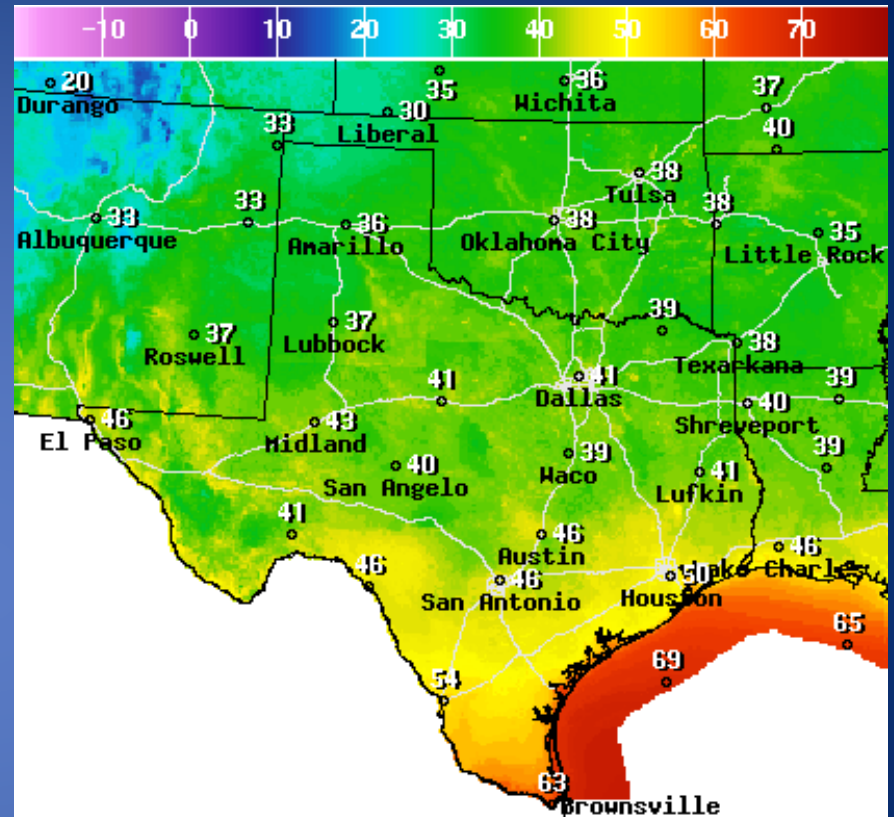 -10 0 10 20 30 40 50 60 70
20 35 36 37
Durango Wichita
30
Liberal
33 40
38
Tulsa
33 33 36 38 38 35
Albuquerque Amarillo Oklahoma City Little Rock
37 37 39 38
Roswell Lubbock Texarkana
41 41 40 39
Dallas Shreveport
46 43
El Paso Midland
40 39 41 39
San Angelo Waco Lufkin
41 46 46
Austin Lake Charles
46 46 50
San Antonio Houston
54 69 65
63
Brownsville